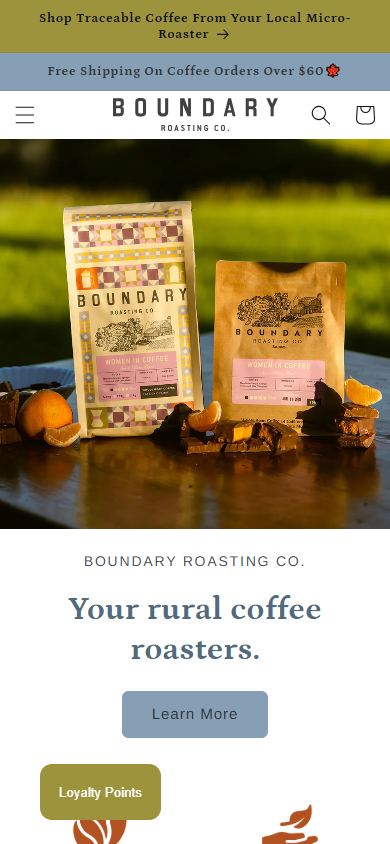 Shop Traceable Coffee From Your Local Micro-
Roaster →
Free Shipping On Coffee Orders Over $60🍁
BOUNDARY
ROASTING CO.
BOUNDARY
ROASTING CO.
WOMEN IN COFFEE
BOUNDARY
ROASTING CO.
WOMEN IN COFFEE
BOUNDARY ROASTING CO.
Your rural coffee
roasters.
Learn More
Loyalty Points